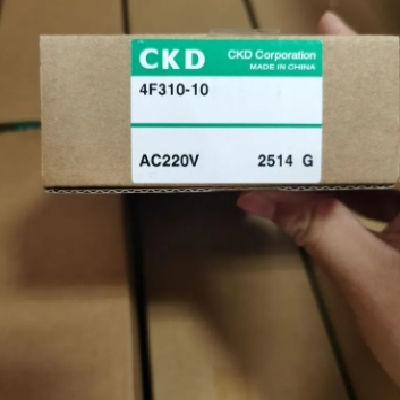 CKD CKD Corporation
MADE IN CHINA
4F310-10
AC220V 2514 G